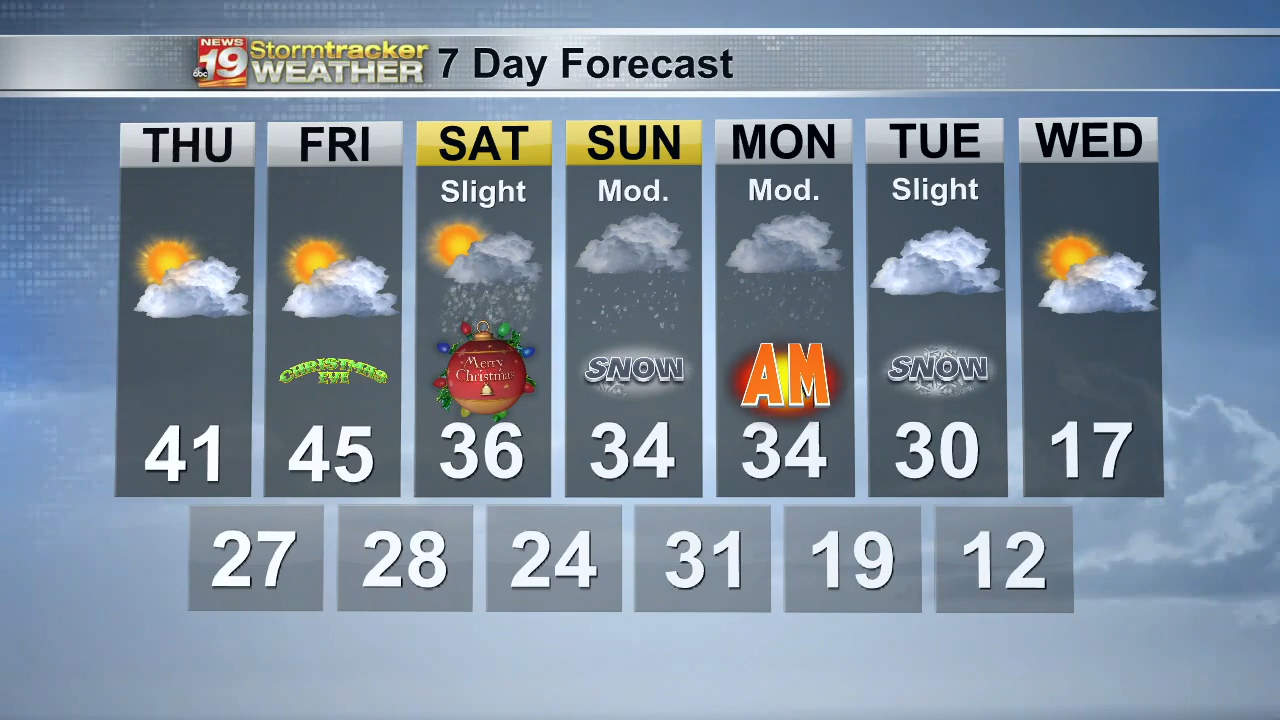 NEWS
abc 19
Stormtracker
WEATHER
7 Day Forecast
THU FRI SAT SUN MON TUE WED
Slight Mod. Mod. Slight
CHRISTMAS
EVE
Merry
Christmas
SNOW
AM
SNOW
41 45 36 34 34 30 17
27 28 24 31 19 12